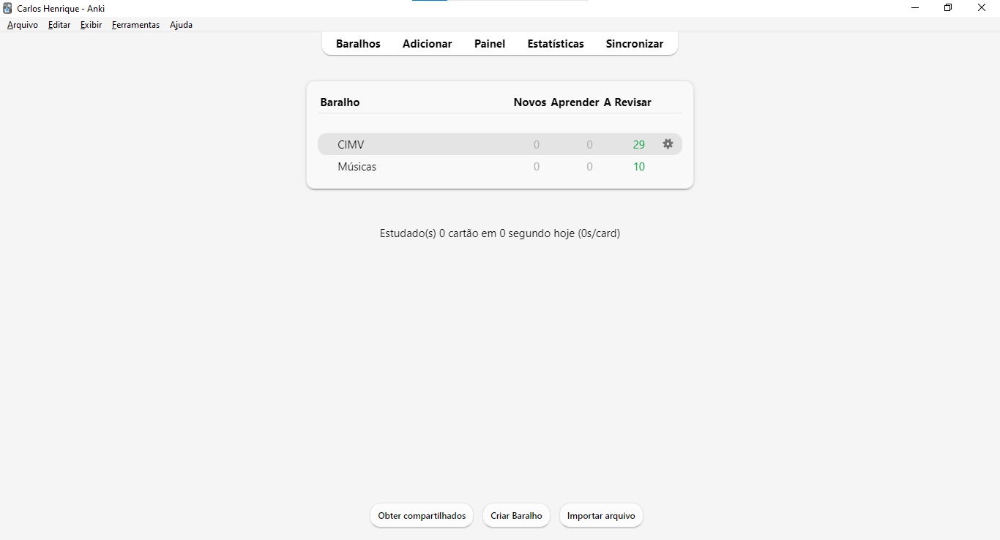 Carlos Henrique - Anki
Arquivo Editar Exibir Ferramentas Ajuda
Baralhos Adicionar Painel Estatísticas Sincronizar
Baralho Novos Aprender A Revisar
CIMV 0 0 29
Músicas 0 0 10
Estudado(s) 0 cartão em 0 segundo hoje (0s/card)
Obter compartilhados Criar Baralho Importar arquivo